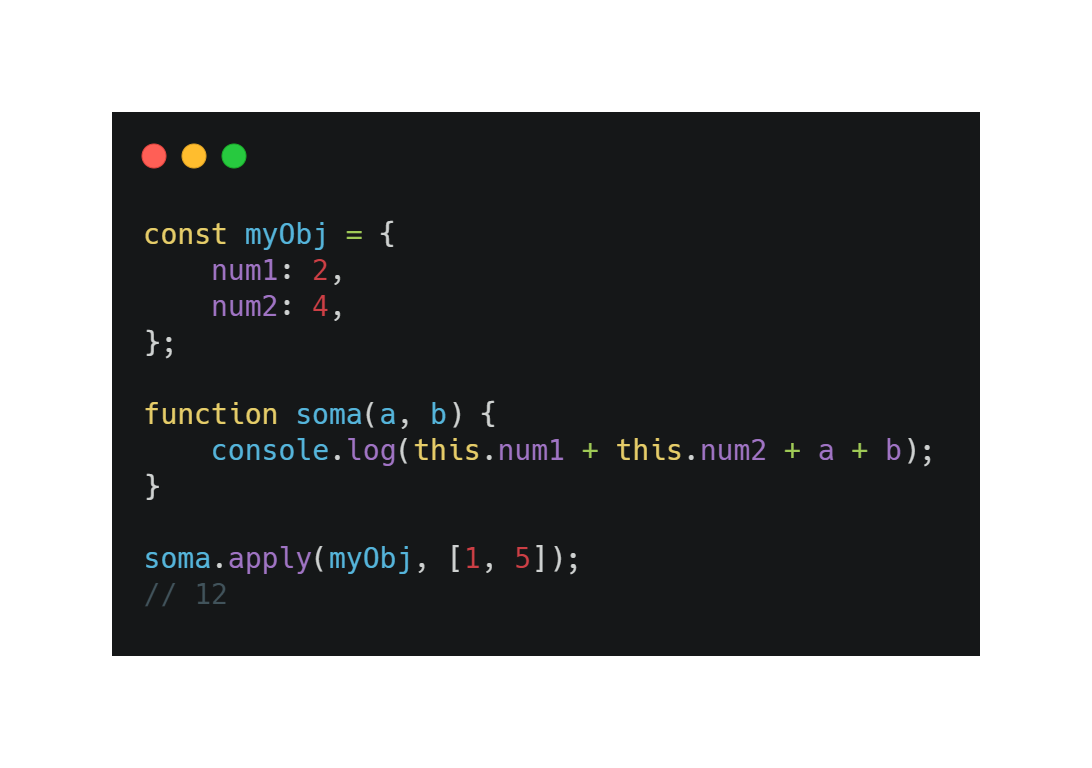 const myObj = {
    num1: 2,
    num2: 4,
};

function soma(a, b) {
    console.log(this.num1 + this.num2 + a + b);
}

soma.apply(myObj, [1, 5]);
// 12